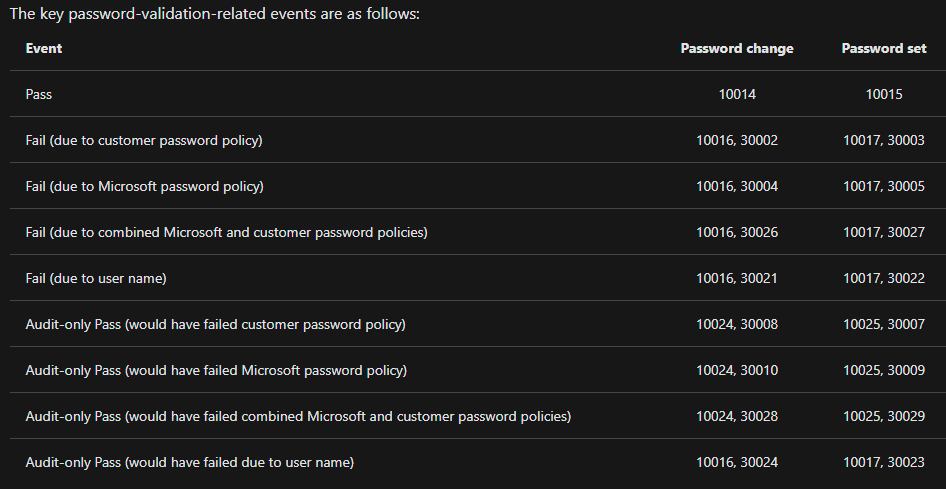 The key password-validation-related events are as follows:
Event Password change Password set
Pass 10014 10015
Fail (due to customer password policy) 10016, 30002 10017, 30003
Fail (due to Microsoft password policy) 10016, 30004 10017, 30005
Fail (due to combined Microsoft and customer password policies) 10016, 30026 10017, 30027
Fail (due to user name) 10016, 30021 10017, 30022
Audit-only Pass (would have failed customer password policy) 10024, 30008 10025, 30007
Audit-only Pass (would have failed Microsoft password policy) 10024, 30010 10025, 30009
Audit-only Pass (would have failed combined Microsoft and customer password policies) 10024, 30028 10025, 30029
Audit-only Pass (would have failed due to user name) 10016, 30024 10017, 30023